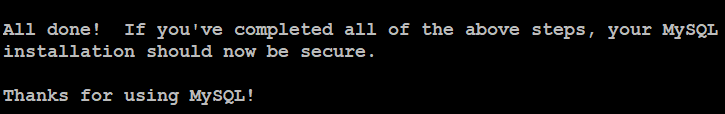 All done!  If you've completed all of the above steps, your MySQL
installation should now be secure.
Thanks for using MySQL!